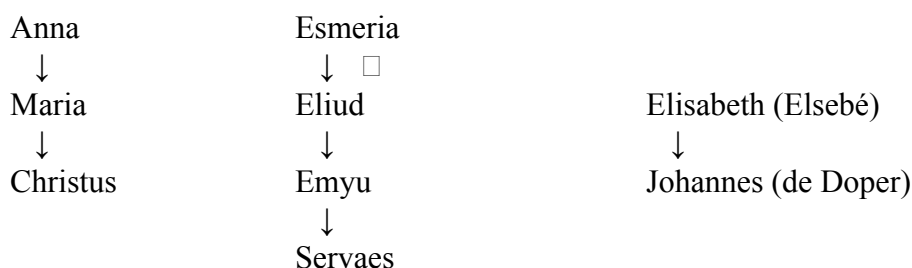 Anna Esmeria
↓ ↓ □
Maria Eliud Elisabeth (Elsebé)
↓ ↓ ↓
Christus Emyu Johannes (de Doper)
↓
Servaes